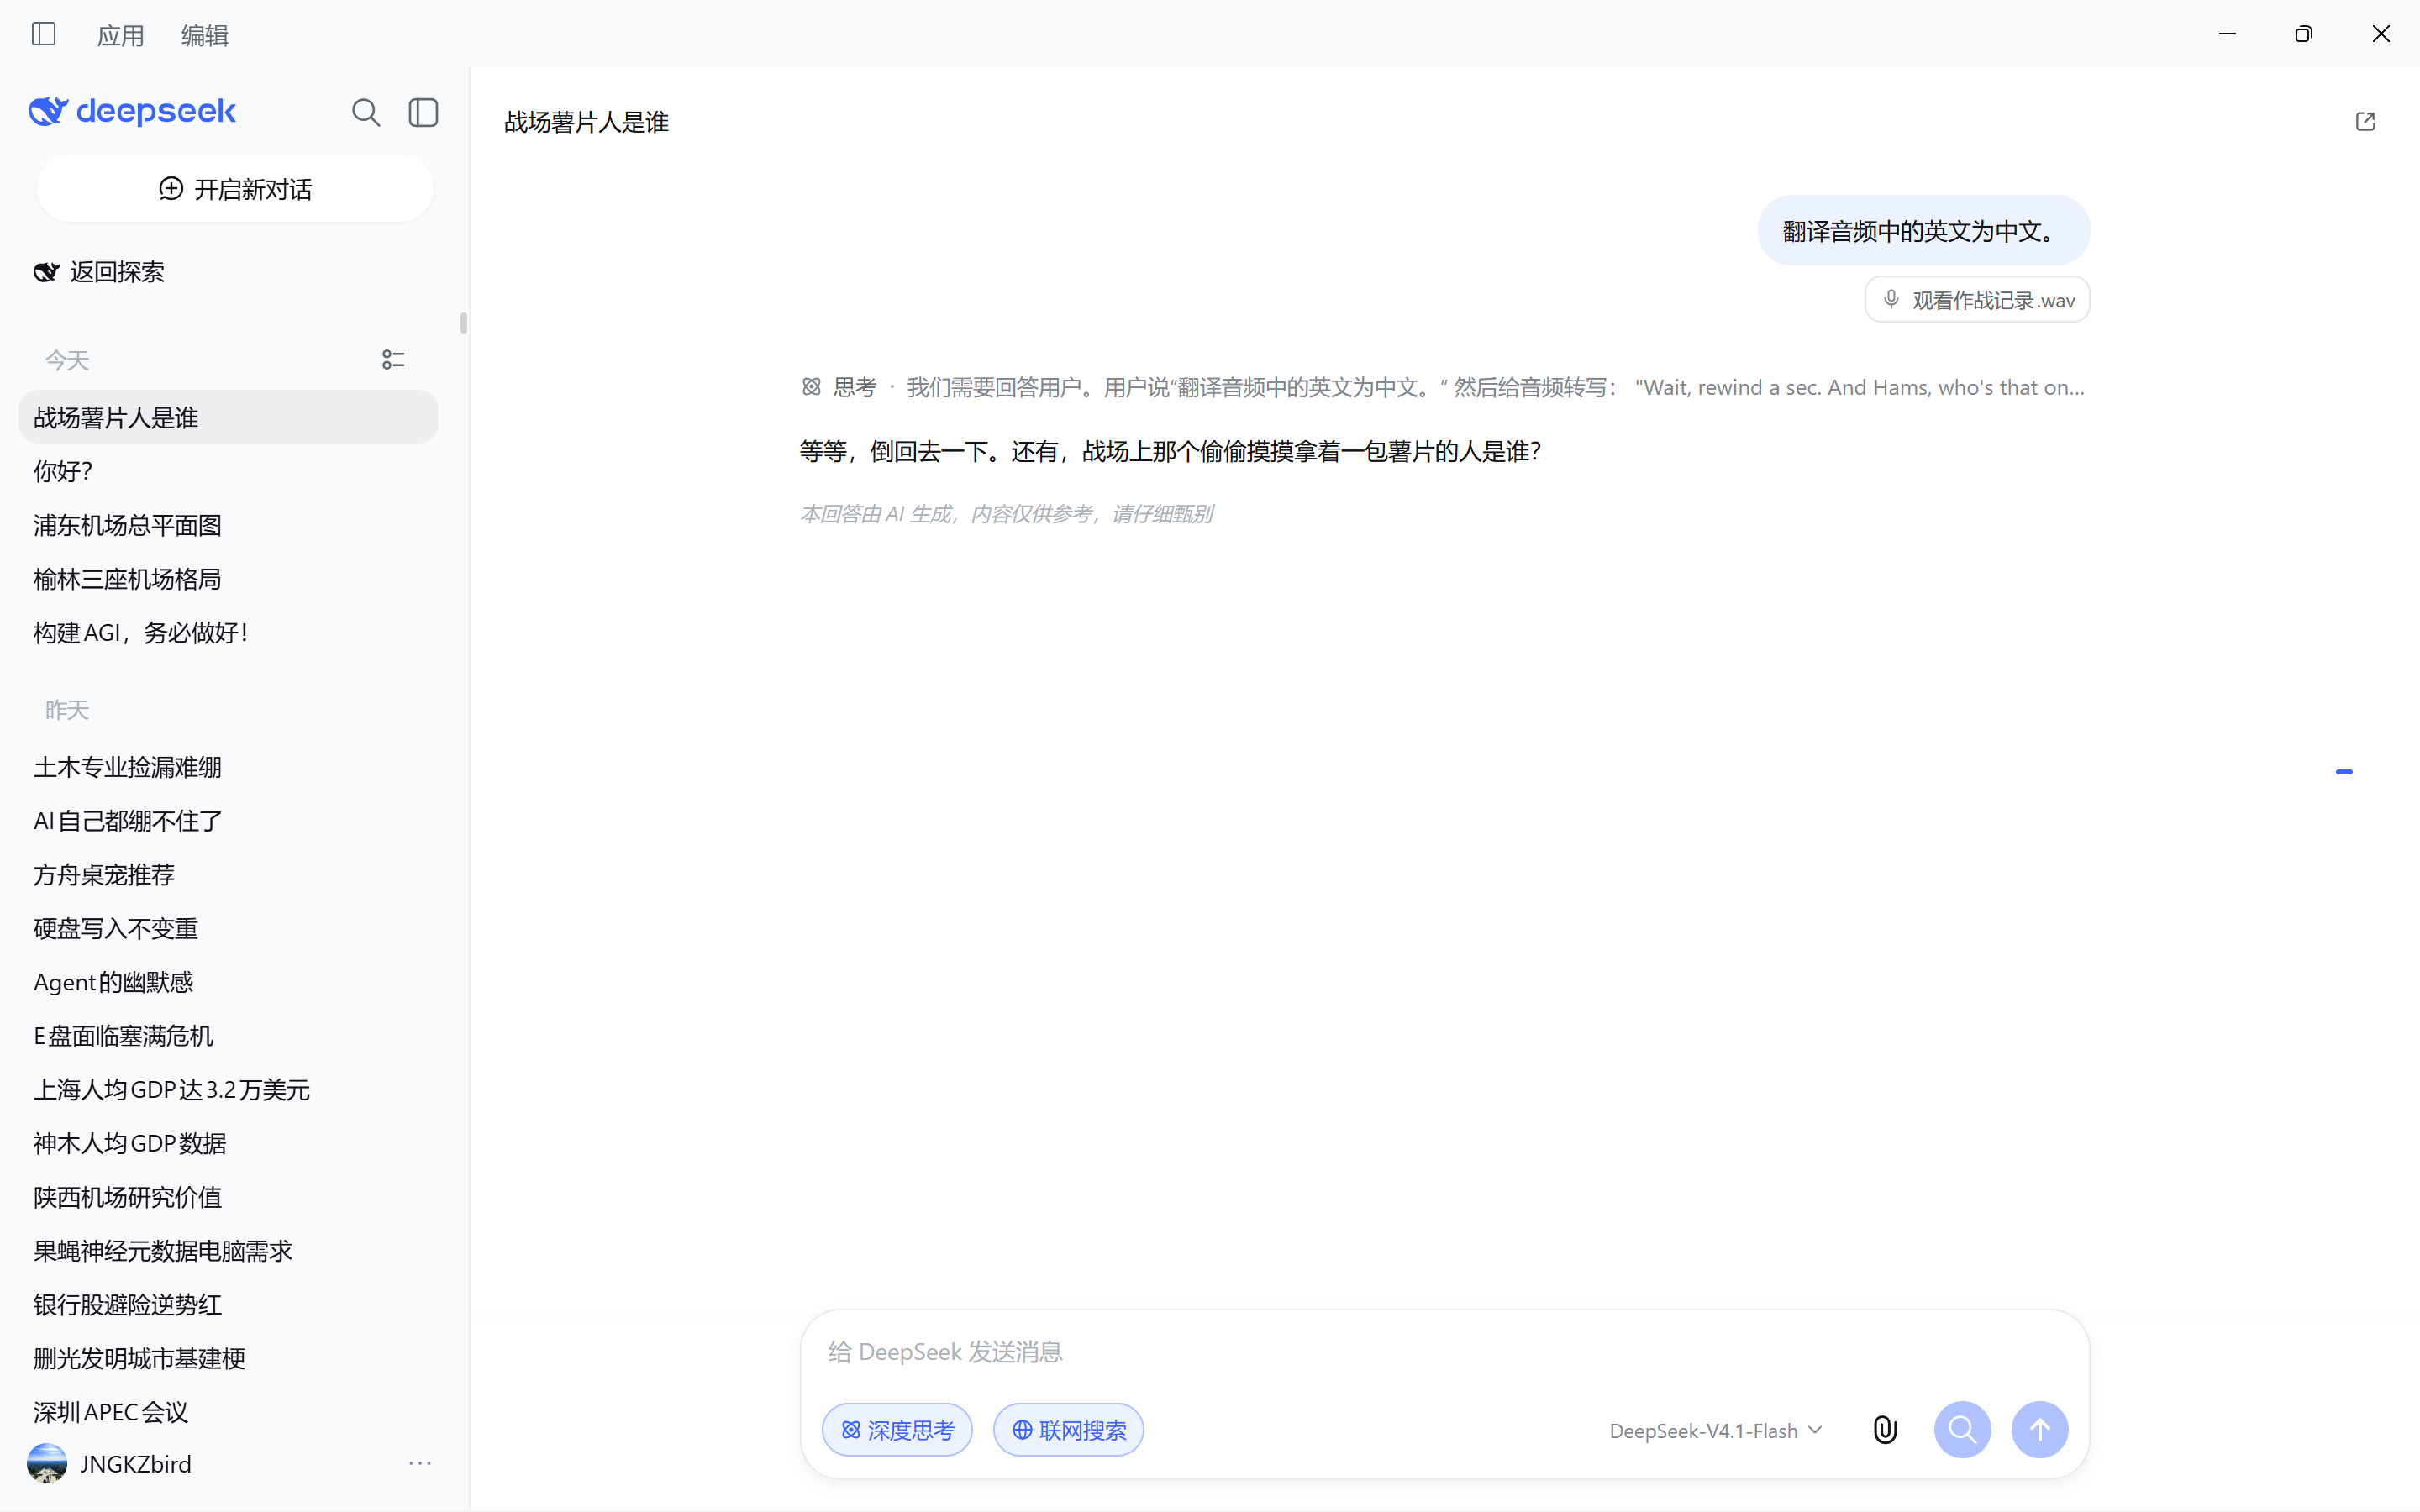 应用 编辑
deepseek
开启新对话
返回探索
今天
战场薯片人是谁
你好?
浦东机场总平面图
榆林三座机场格局
构建AGI，务必做好！
昨天
土木专业捡漏难绷
AI自己都绷不住了
方舟桌宠推荐
硬盘写入不变重
Agent的幽默感
E盘面临塞满危机
上海人均GDP达3.2万美元
神木人均GDP数据
陕西机场研究价值
果蝇神经元数据电脑需求
银行股避险逆势红
删光发明城市基建梗
深圳APEC会议
JNGKZbird
战场薯片人是谁
翻译音频中的英文为中文。
观看作战记录.wav
思考 · 我们需要回答用户。用户说“翻译音频中的英文为中文。” 然后给音频转写： "Wait, rewind a sec. And Hams, who's that on...
等等，倒回去一下。还有，战场上那个偷偷摸摸拿着一包薯片的人是谁？
本回答由 AI 生成，内容仅供参考，请仔细甄别
给 DeepSeek 发送消息
深度思考 联网搜索 DeepSeek-V4.1-Flash